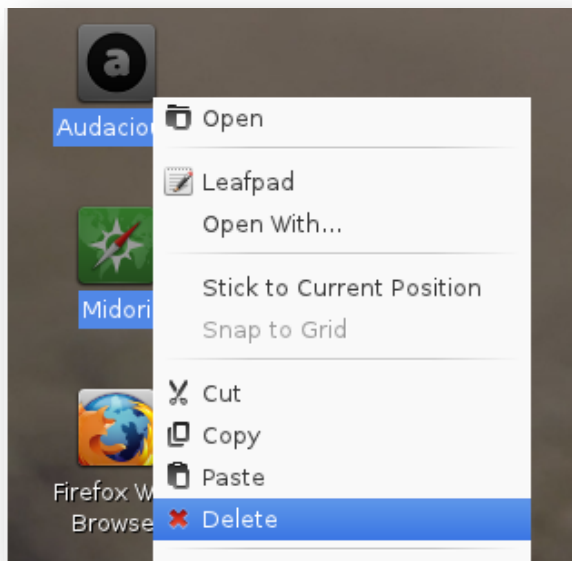 a
Audaciou
Open
Leafpad
Open With...
Midori
Stick to Current Position
Snap to Grid
Cut
Copy
Paste
Firefox W
Browse
Delete